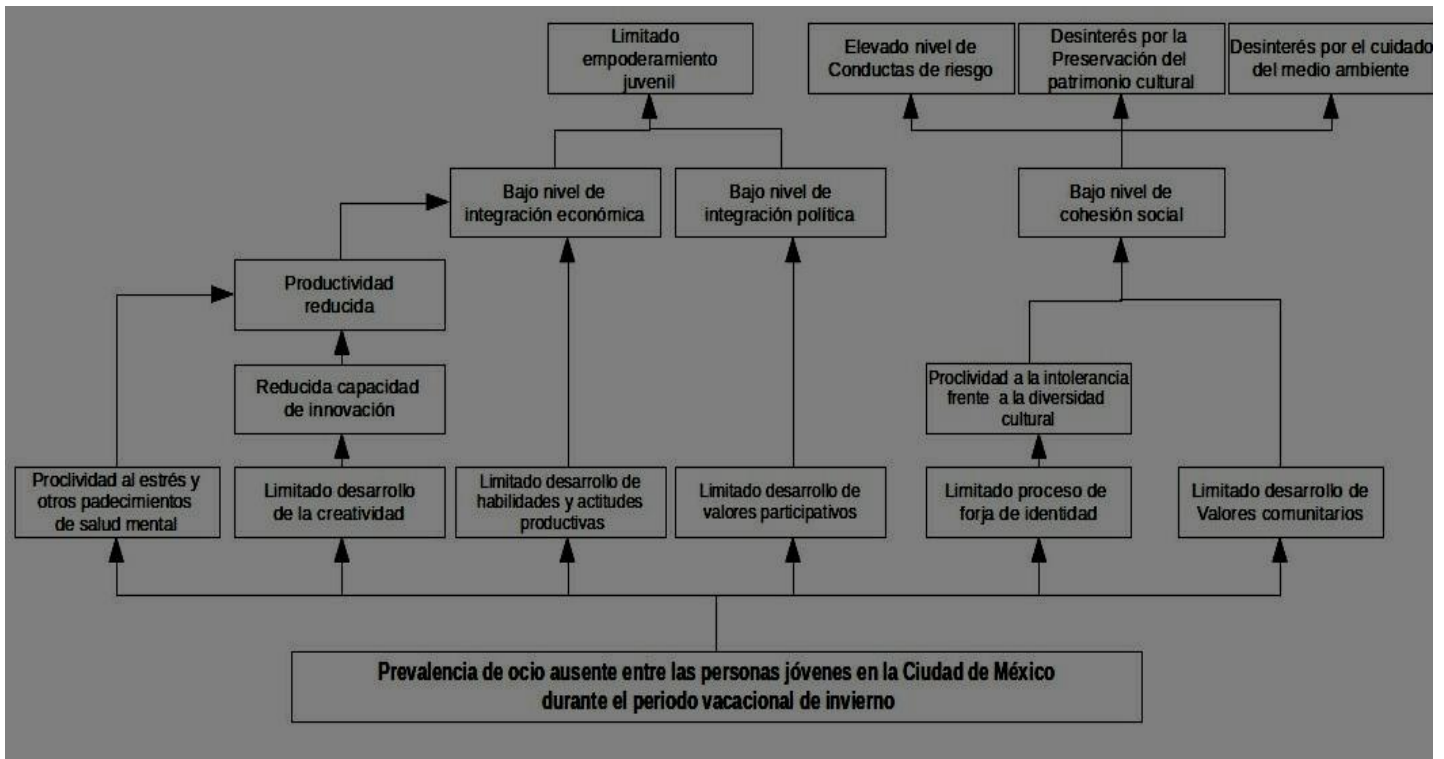 Limitado
empoderamiento
juvenil
Elevado nivel de
Conductas de riesgo
Desinterés por la
Preservación del
patrimonio cultural
Desinterés por el cuidado
del medio ambiente
Bajo nivel de
integración económica
Bajo nivel de
integración política
Bajo nivel de
cohesión social
Productividad
reducida
Reducida capacidad
de innovación
Proclividad a la intolerancia
frente a la diversidad
cultural
Proclividad al estrés y
otros padecimientos
de salud mental
Limitado desarrollo
de la creatividad
Limitado desarrollo de
habilidades y actitudes
productivas
Limitado desarrollo de
valores participativos
Limitado proceso de
forja de identidad
Limitado desarrollo de
Valores comunitarios
Prevalencia de ocio ausente entre las personas jóvenes en la Ciudad de México
durante el periodo vacacional de invierno